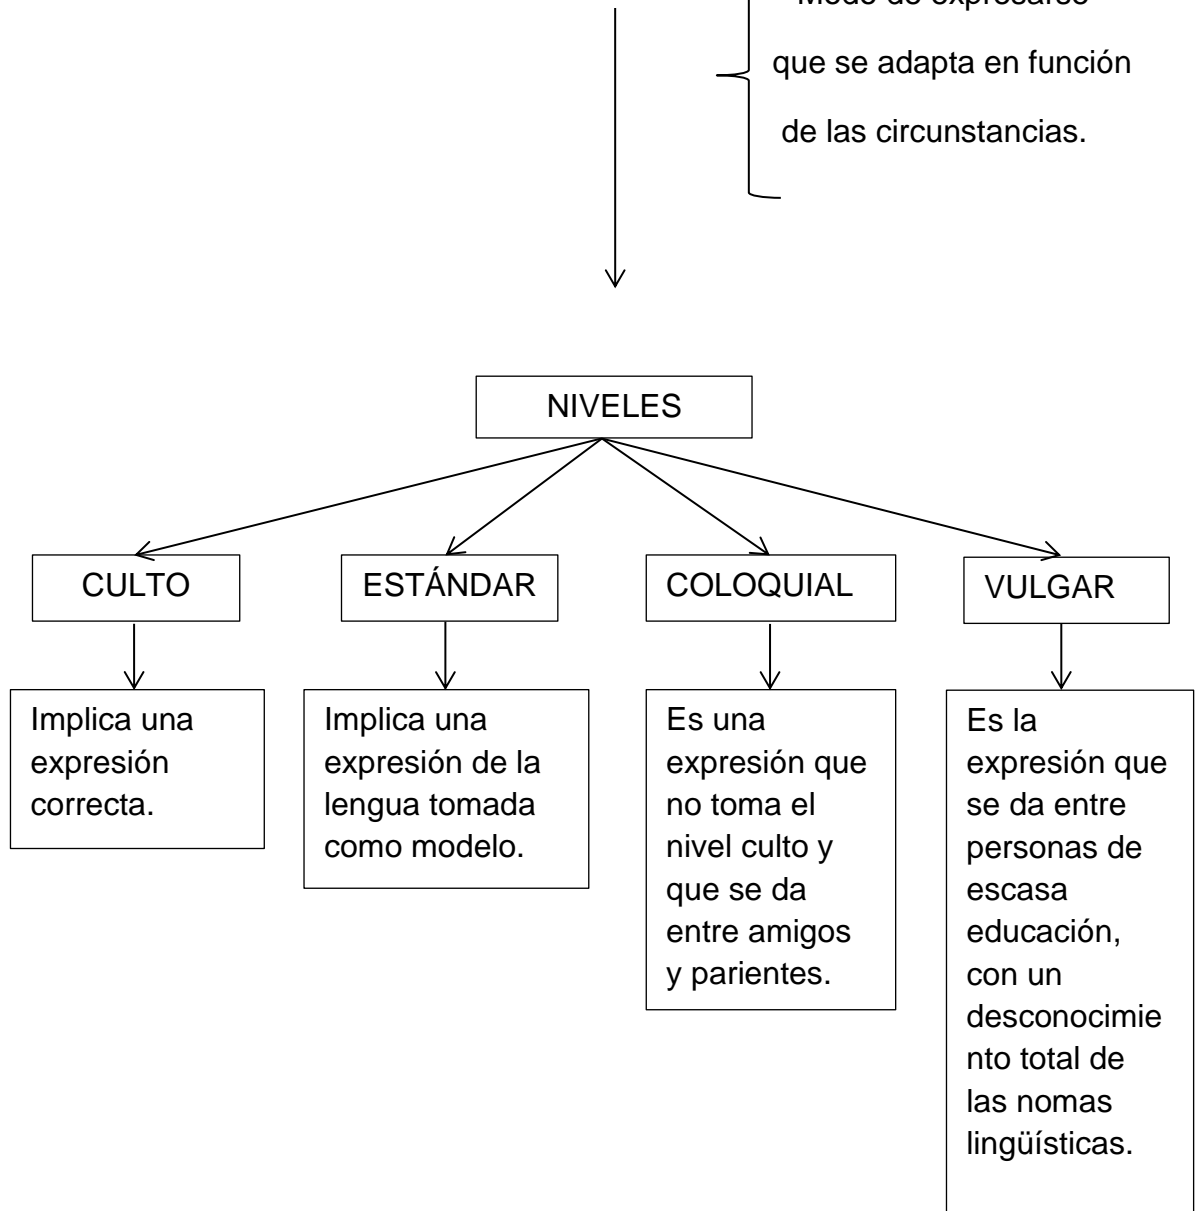 Modo de expresarse
que se adapta en función
de las circunstancias.
NIVELES
CULTO
ESTÁNDAR
COLOQUIAL
VULGAR
Implica una
expresión
correcta.
Implica una
expresión de la
lengua tomada
como modelo.
Es una
expresión que
no toma el
nivel culto y
que se da
entre amigos
y parientes.
Es la
expresión que
se da entre
personas de
escasa
educación,
con un
desconocimie
nto total de
las nomas
lingüísticas.